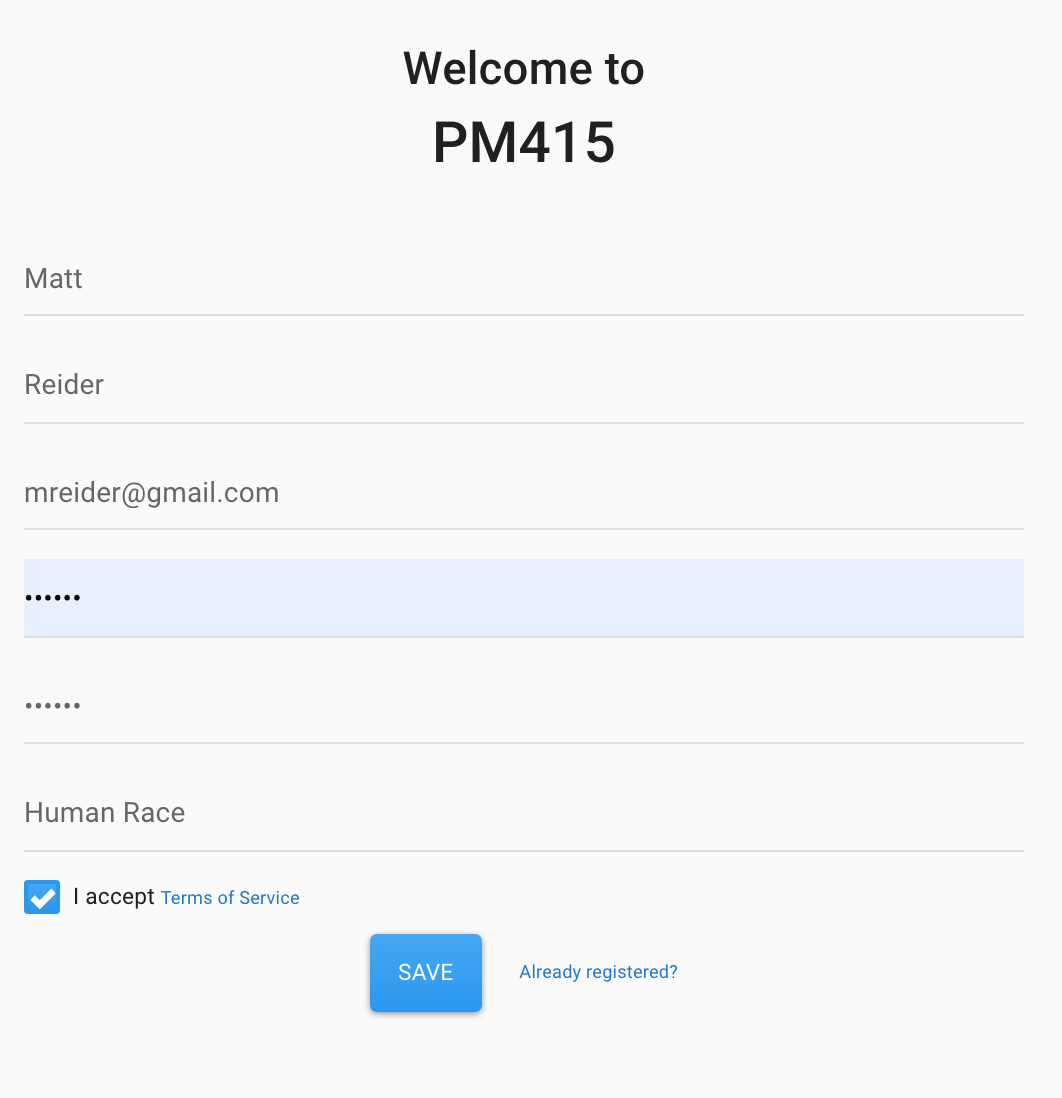 Welcome to
PM415
Matt
Reider
mreider@gmail.com
••••••
••••••
Human Race
I accept Terms of Service
SAVE Already registered?